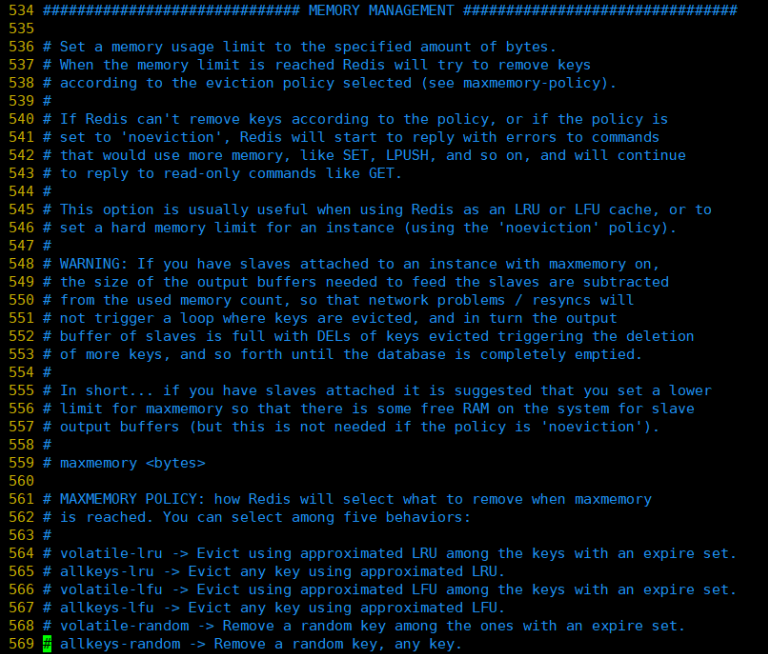 534 ############################## MEMORY MANAGEMENT ################################
535
536 # Set a memory usage limit to the specified amount of bytes.
537 # When the memory limit is reached Redis will try to remove keys
538 # according to the eviction policy selected (see maxmemory-policy).
539 #
540 # If Redis can't remove keys according to the policy, or if the policy is
541 # set to 'noeviction', Redis will start to reply with errors to commands
542 # that would use more memory, like SET, LPUSH, and so on, and will continue
543 # to reply to read-only commands like GET.
544 #
545 # This option is usually useful when using Redis as an LRU or LFU cache, or to
546 # set a hard memory limit for an instance (using the 'noeviction' policy).
547 #
548 # WARNING: If you have slaves attached to an instance with maxmemory on,
549 # the size of the output buffers needed to feed the slaves are subtracted
550 # from the used memory count, so that network problems / resyncs will
551 # not trigger a loop where keys are evicted, and in turn the output
552 # buffer of slaves is full with DELs of keys evicted triggering the deletion
553 # of more keys, and so forth until the database is completely emptied.
554 #
555 # In short... if you have slaves attached it is suggested that you set a lower
556 # limit for maxmemory so that there is some free RAM on the system for slave
557 # output buffers (but this is not needed if the policy is 'noeviction').
558 #
559 # maxmemory <bytes>
560
561 # MAXMEMORY POLICY: how Redis will select what to remove when maxmemory
562 # is reached. You can select among five behaviors:
563 #
564 # volatile-lru -> Evict using approximated LRU among the keys with an expire set.
565 # allkeys-lru -> Evict any key using approximated LRU.
566 # volatile-lfu -> Evict using approximated LFU among the keys with an expire set.
567 # allkeys-lfu -> Evict any key using approximated LFU.
568 # volatile-random -> Remove a random key among the ones with an expire set.
569 # allkeys-random -> Remove a random key, any key.